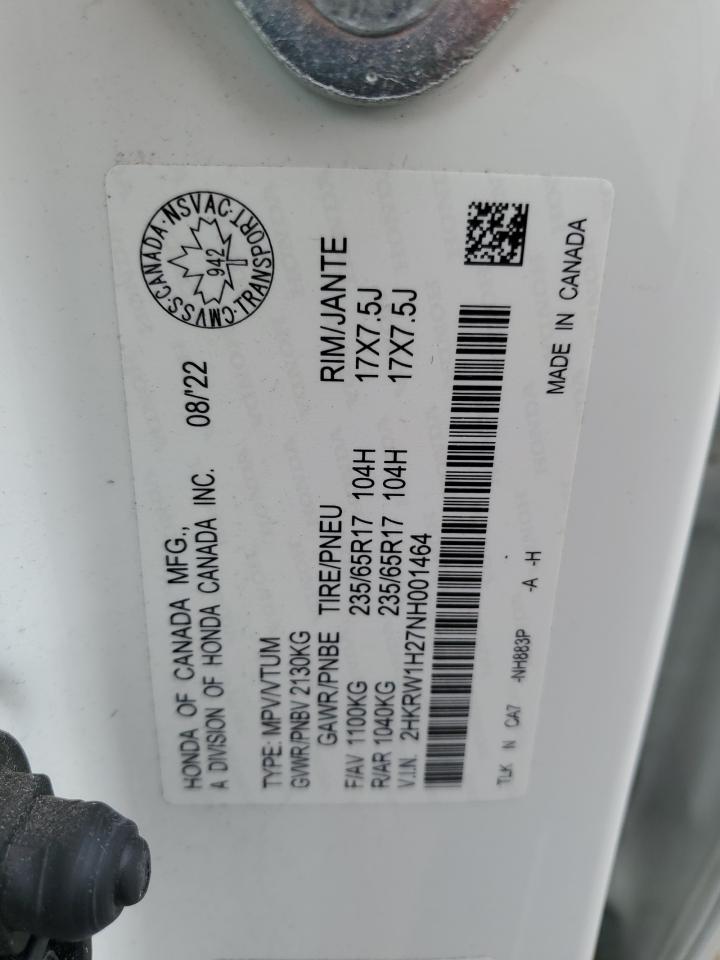 HONDA OF CANADA MFG.,
A DIVISION OF HONDA CANADA INC. 08/'22
CMVSS·CANADA·NSVAC·TRANSPORT·
942
TYPE: MPV/VTUM
GVWR/PNBV 2130KG
GAWR/PNBE TIRE/PNEU RIM/JANTE
F/AV 1100KG 235/65R17 104H 17X7.5J
R/AR 1040KG 235/65R17 104H 17X7.5J
V.I.N. 2HKRW1H27NH001464
TLK N CA7 -NH883P -A -H
MADE IN CANADA